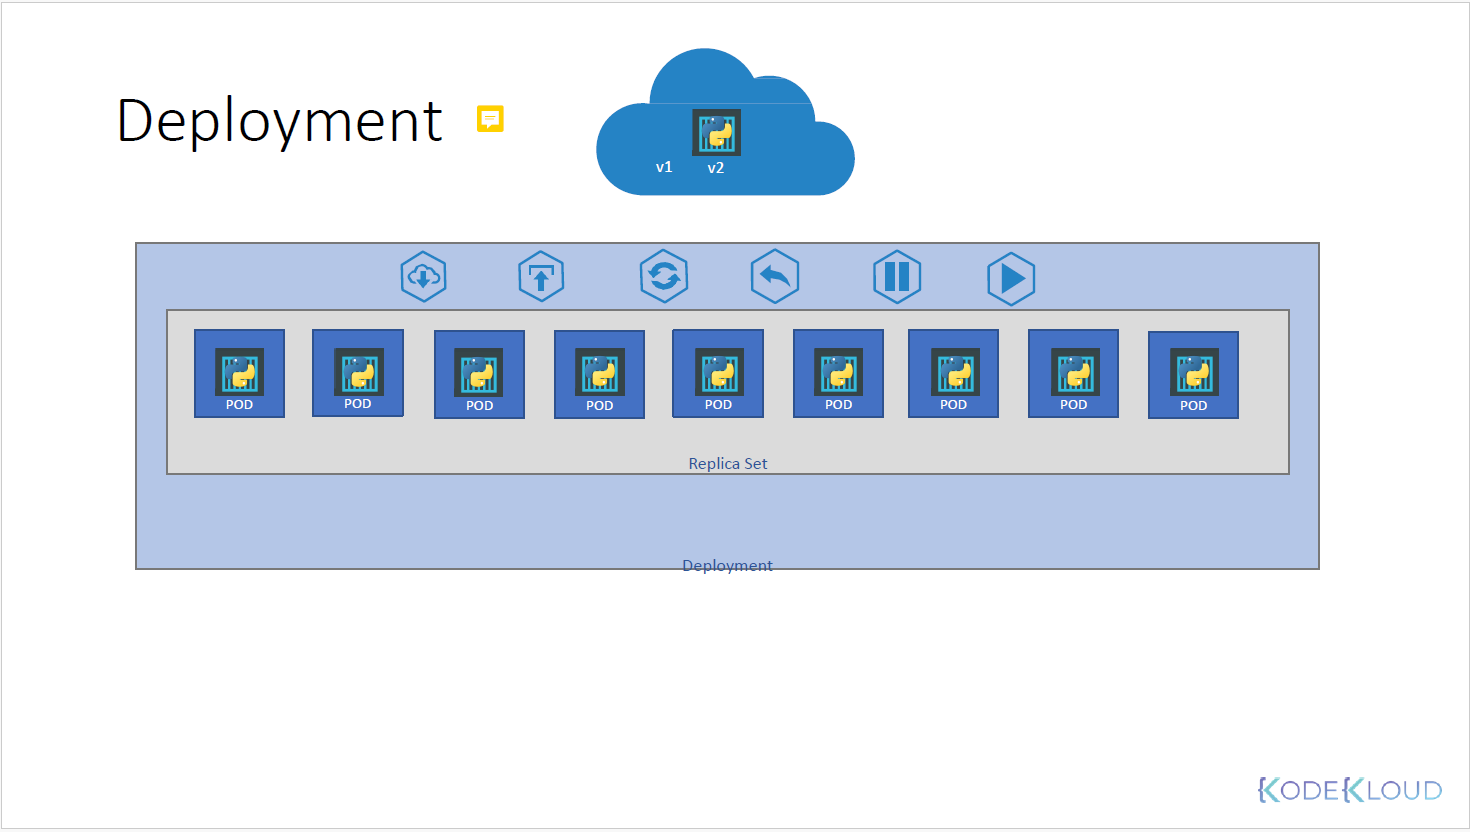 Deployment
v1 v2
POD POD POD POD POD POD POD POD POD
Replica Set
Deployment
KODEKLOUD